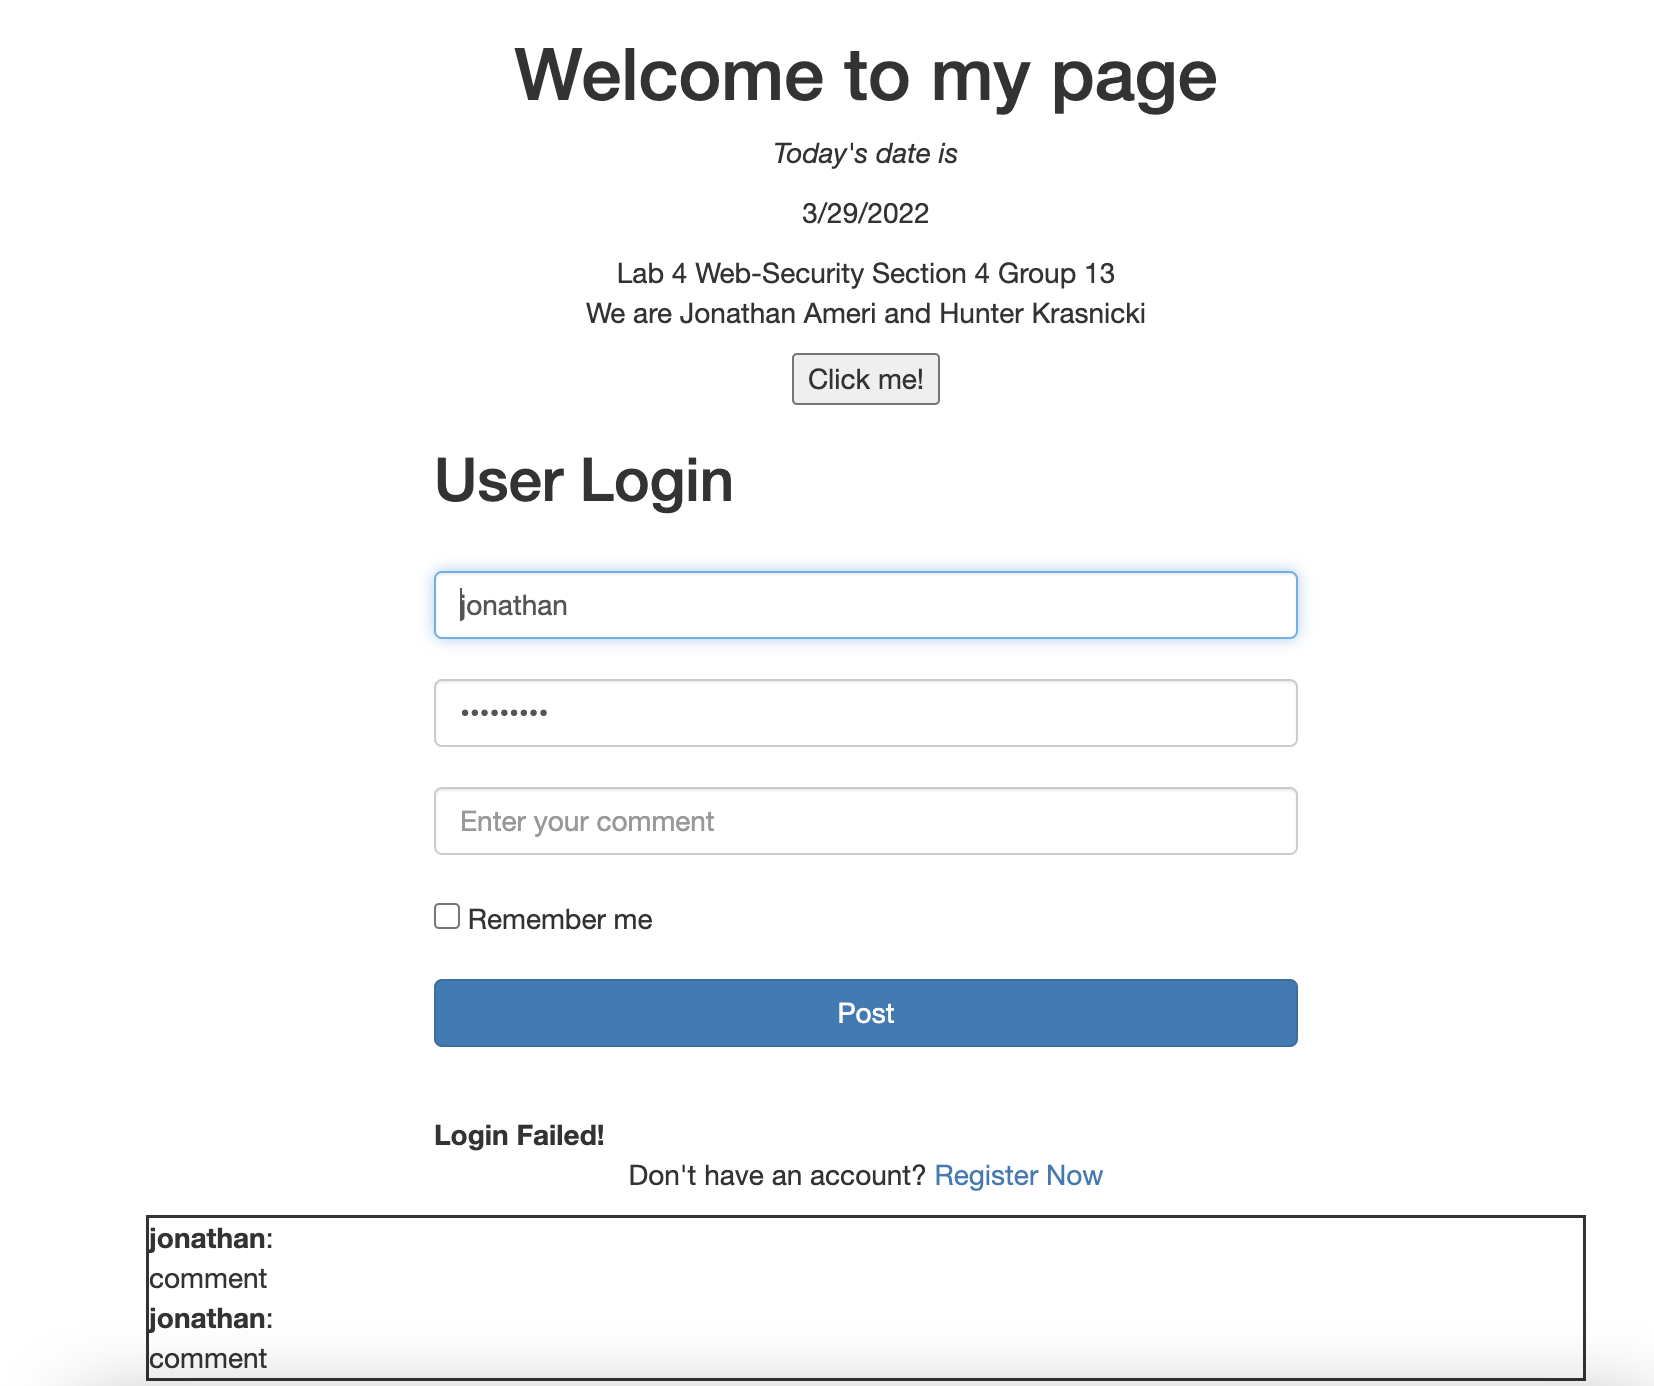 Welcome to my page
Today's date is
3/29/2022
Lab 4 Web-Security Section 4 Group 13
We are Jonathan Ameri and Hunter Krasnicki
Click me!
User Login
jonathan
•••••••••
Enter your comment
Remember me
Post
Login Failed!
Don't have an account? Register Now
jonathan:
comment
jonathan:
comment